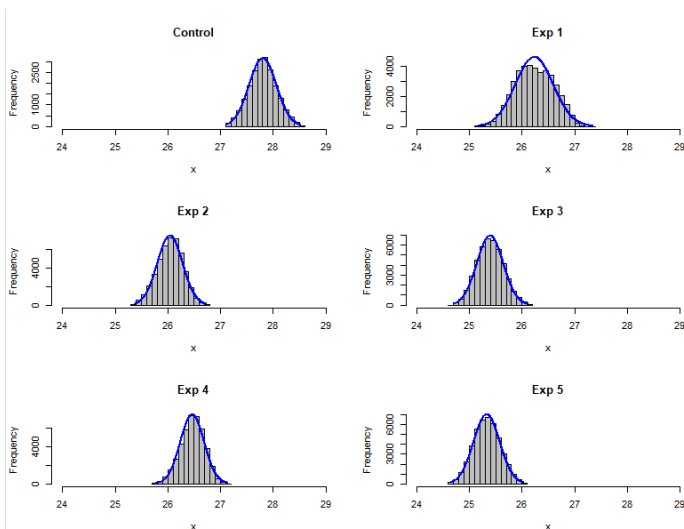 Control
Frequency
0 1000 2500
24 25 26 27 28 29
x
Exp 1
Frequency
0 2000 4000
24 25 26 27 28 29
x
Exp 2
Frequency
0 4000
24 25 26 27 28 29
x
Exp 3
Frequency
0 3000 6000
24 25 26 27 28 29
x
Exp 4
Frequency
0 4000
24 25 26 27 28 29
x
Exp 5
Frequency
0 3000 6000
24 25 26 27 28 29
x